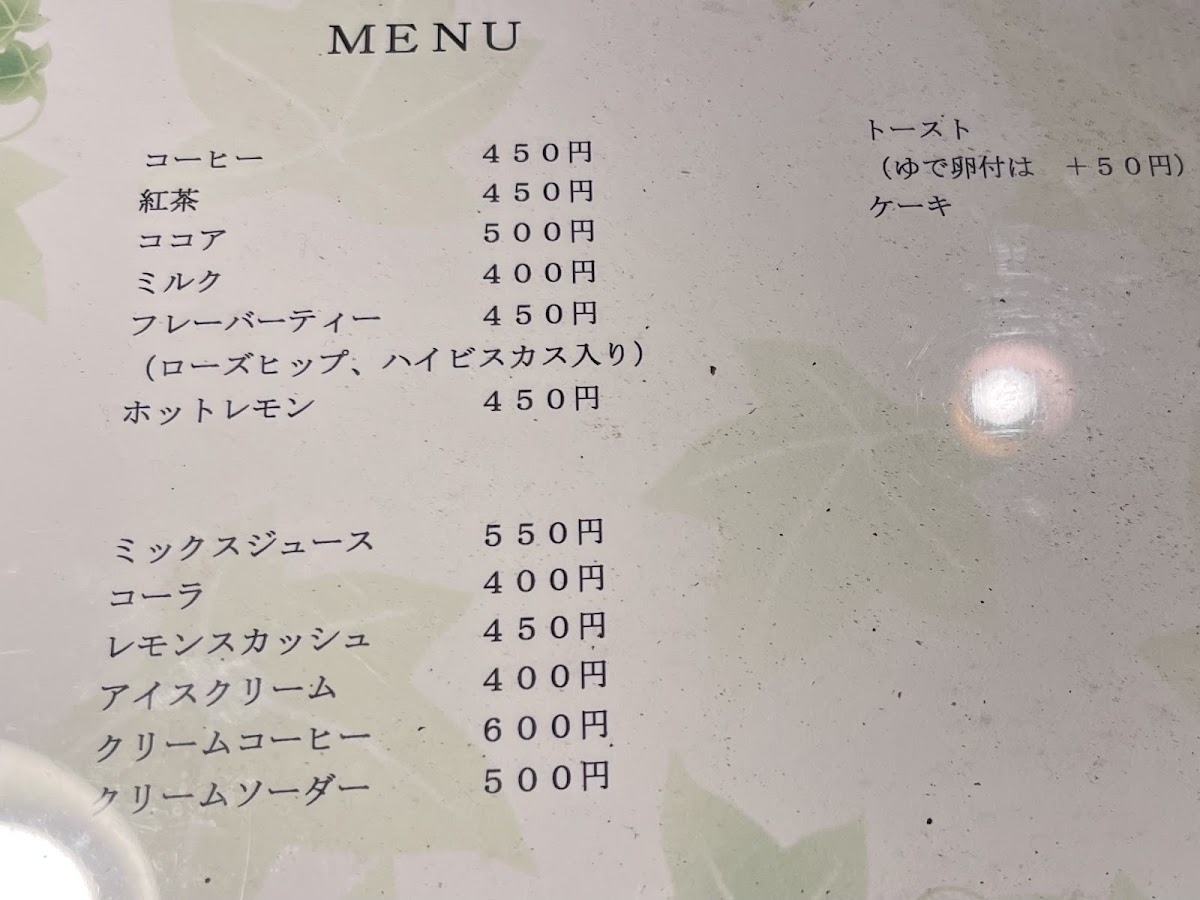 MENU
コーヒー ４５０円
紅茶 ４５０円
ココア ５００円
ミルク ４００円
フレーバーティー ４５０円
（ローズヒップ、ハイビスカス入り）
ホットレモン ４５０円
ミックスジュース ５５０円
コーラ ４００円
レモンスカッシュ ４５０円
アイスクリーム ４００円
クリームコーヒー ６００円
クリームソーダー ５００円
トースト
（ゆで卵付は　＋５０円）
ケーキ